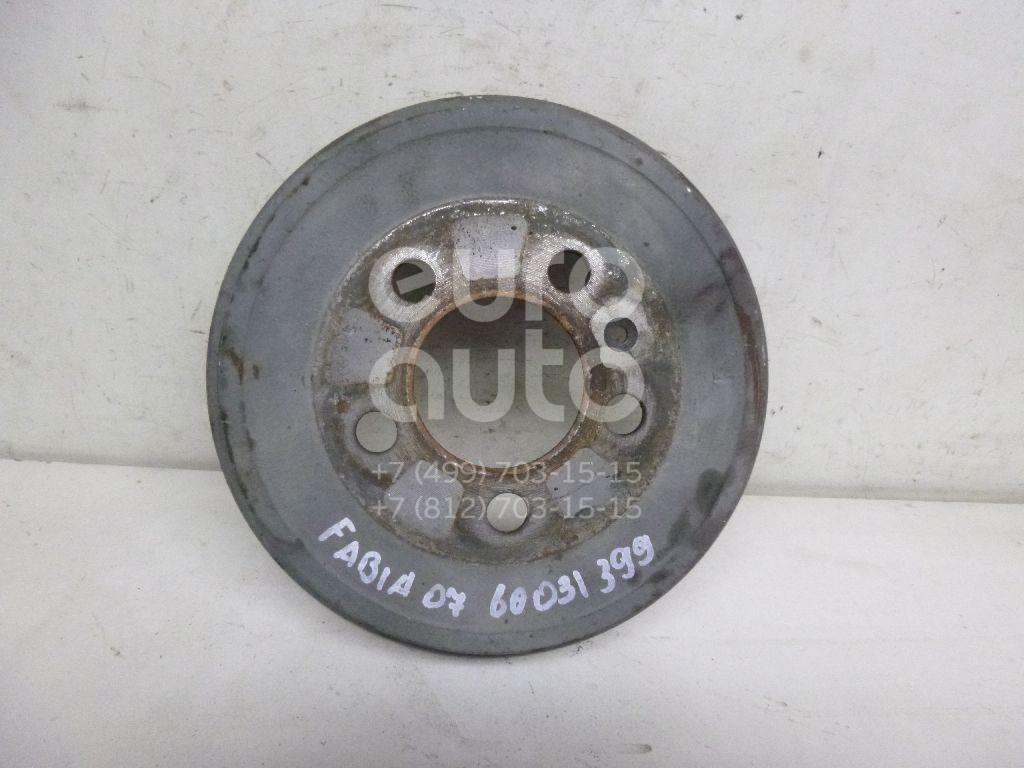 euro
auto
+7 (499) 703-15-15
+7 (812) 703-15-15
FABIA 07 60031399